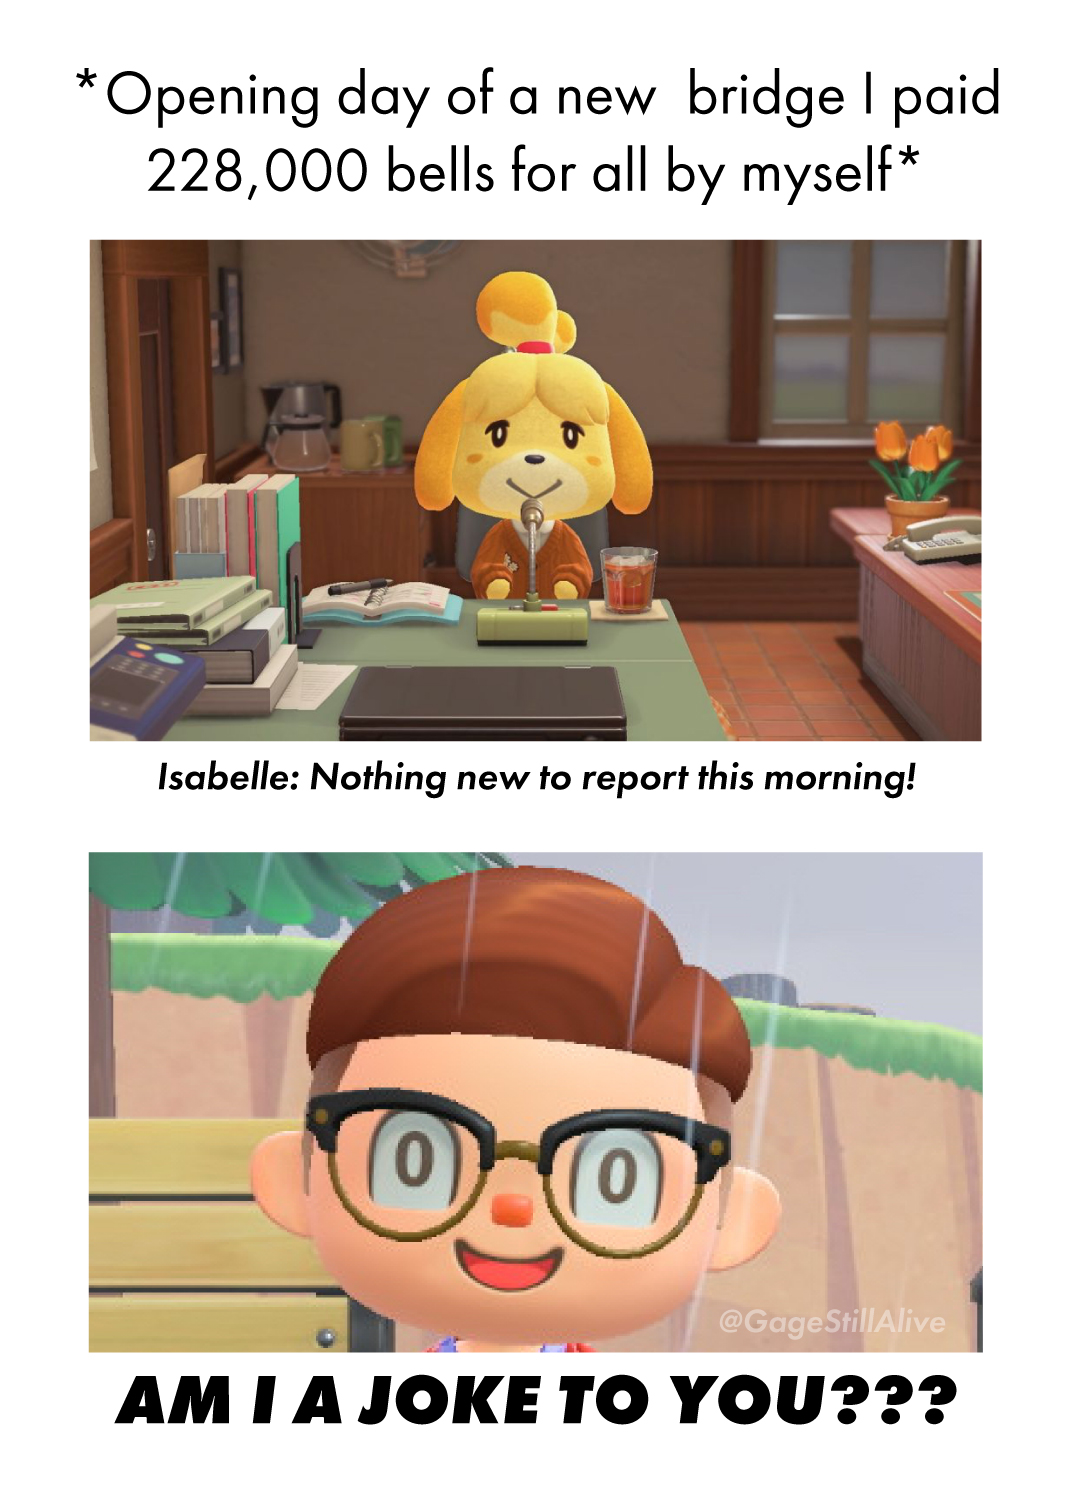 *Opening day of a new  bridge I paid
228,000 bells for all by myself*
Isabelle: Nothing new to report this morning!
@GageStillAlive
AM I A JOKE TO YOU???